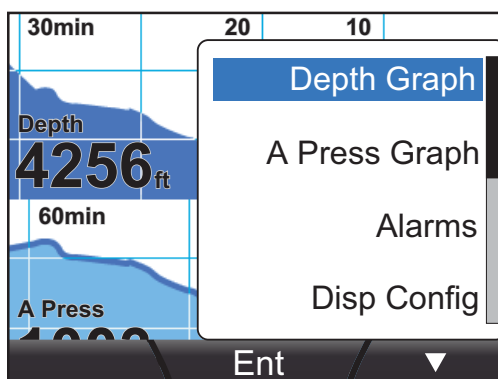 30min 20 10
Depth Graph
Depth
4256ft
A Press Graph
60min
Alarms
A Press
Disp Config
Ent